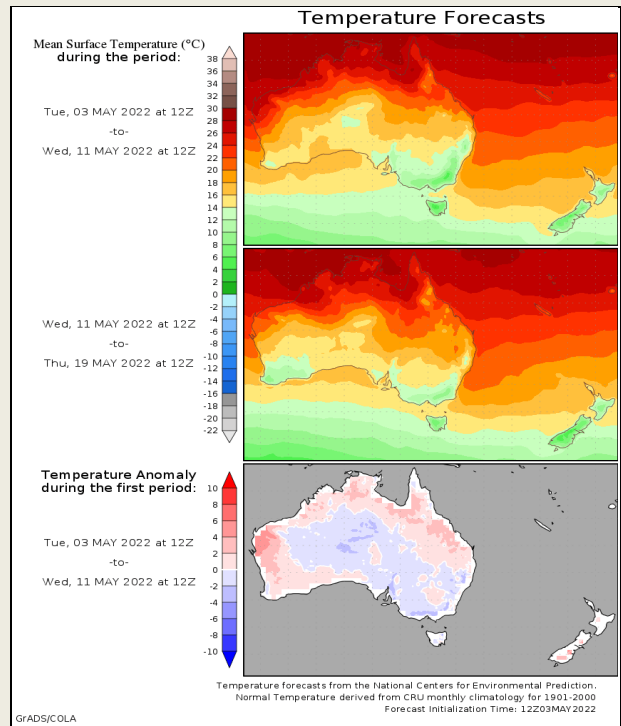 Temperature Forecasts
Mean Surface Temperature (°C)
during the period:
Tue, 03 MAY 2022 at 12Z
-to-
Wed, 11 MAY 2022 at 12Z
38
36
34
32
30
28
26
24
22
20
18
16
14
12
10
8
6
4
2
0
-2
-4
-6
-8
-10
-12
-14
-16
-18
-20
-22
Wed, 11 MAY 2022 at 12Z
-to-
Thu, 19 MAY 2022 at 12Z
Temperature Anomaly
during the first period:
Tue, 03 MAY 2022 at 12Z
-to-
Wed, 11 MAY 2022 at 12Z
10
8
6
4
2
0
-2
-4
-6
-8
-10
Temperature forecasts from the National Centers for Environmental Prediction.
Normal Temperature derived from CRU monthly climatology for 1901-2000
Forecast Initialization Time: 12Z03MAY2022
GrADS/COLA